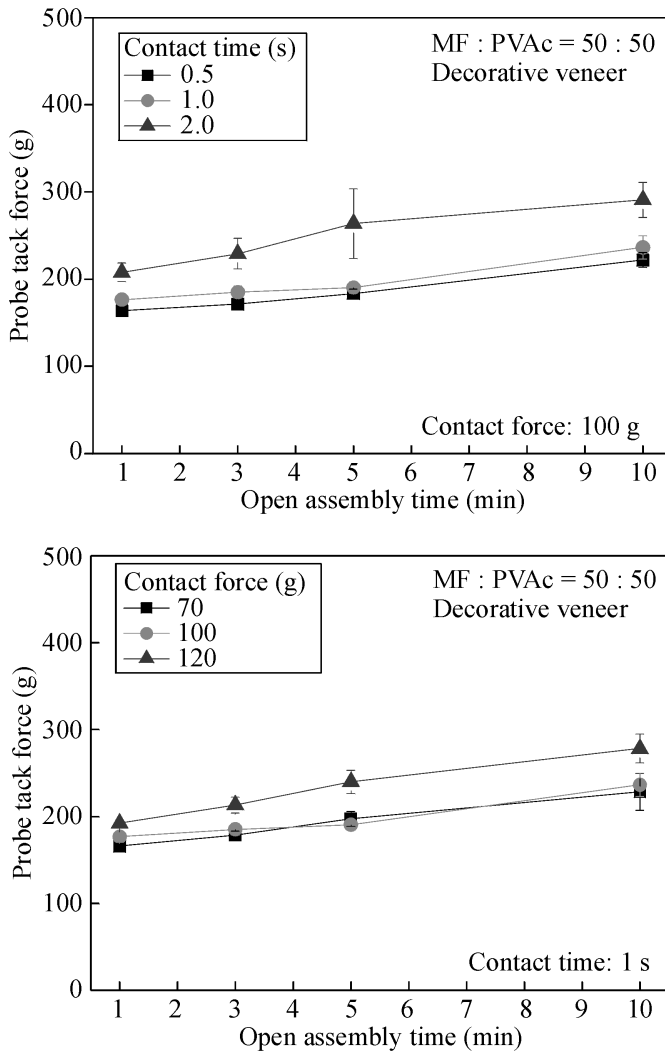 500
400
300
200
100
0
Probe tack force (g)
Contact time (s)
0.5
1.0
2.0
MF : PVAc = 50 : 50
Decorative veneer
Contact force: 100 g
1 2 3 4 5 6 7 8 9 10
Open assembly time (min)
500
400
300
200
100
0
Probe tack force (g)
Contact force (g)
70
100
120
MF : PVAc = 50 : 50
Decorative veneer
Contact time: 1 s
1 2 3 4 5 6 7 8 9 10
Open assembly time (min)